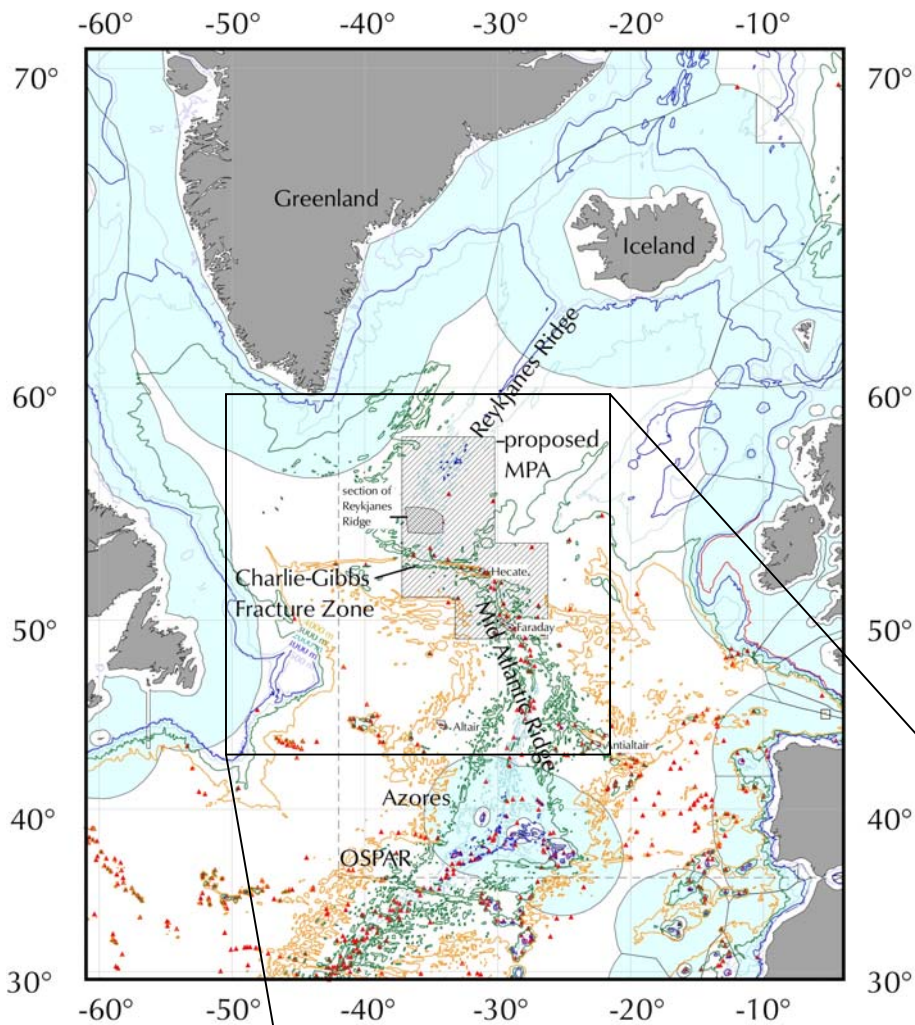 -60° -50° -40° -30° -20° -10°
70° 70°
Greenland
Iceland
Reykjanes Ridge
60° 60°
proposed
MPA
section of
Reykjanes
Ridge
Charlie-Gibbs
Fracture Zone
Hecate
50° 50°
Faraday
Mid Atlantic Ridge
Altair
Antialtair
Azores
40° 40°
OSPAR
30° 30°
-60° -50° -40° -30° -20° -10°